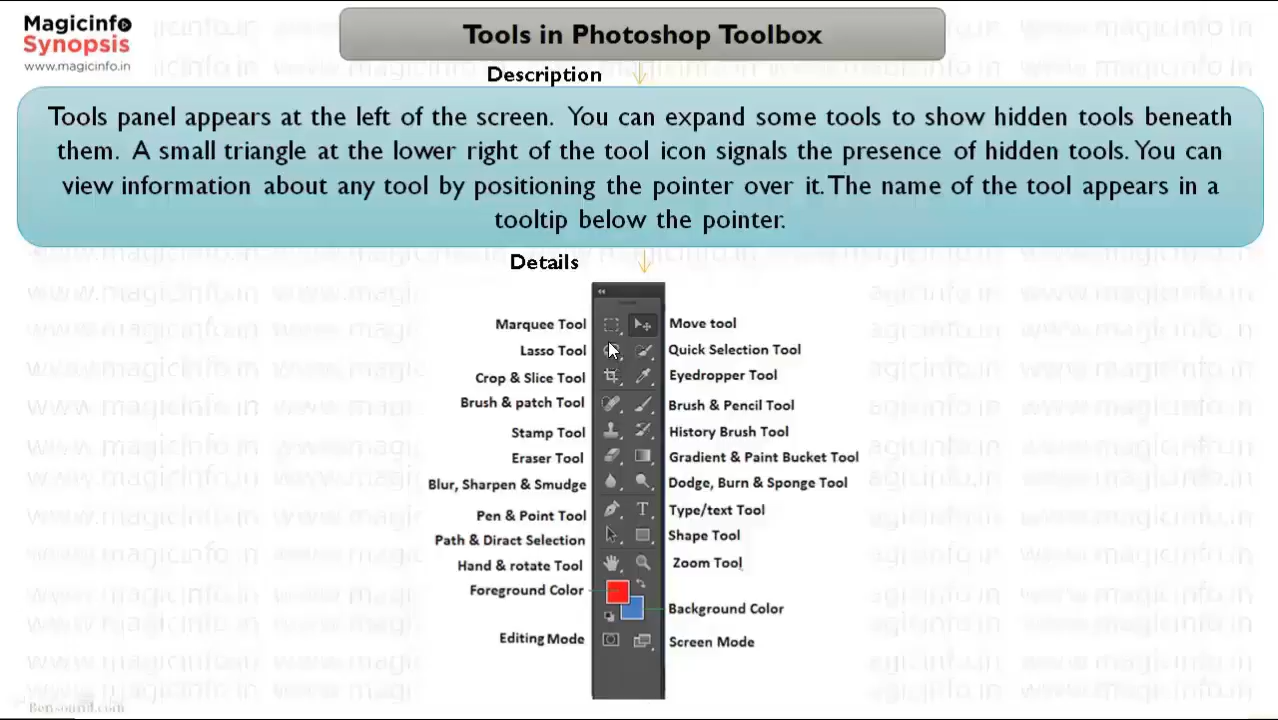 Magicinfo
Synopsis
www.magicinfo.in
Tools in Photoshop Toolbox
Description
Tools panel appears at the left of the screen. You can expand some tools to show hidden tools beneath
them. A small triangle at the lower right of the tool icon signals the presence of hidden tools. You can
view information about any tool by positioning the pointer over it. The name of the tool appears in a
tooltip below the pointer.
Details
Marquee Tool Move tool
Lasso Tool Quick Selection Tool
Crop & Slice Tool Eyedropper Tool
Brush & patch Tool Brush & Pencil Tool
Stamp Tool History Brush Tool
Eraser Tool Gradient & Paint Bucket Tool
Blur, Sharpen & Smudge Dodge, Burn & Sponge Tool
Pen & Point Tool Type/text Tool
Path & Diract Selection Shape Tool
Hand & rotate Tool Zoom Tool
Foreground Color
Background Color
Editing Mode Screen Mode